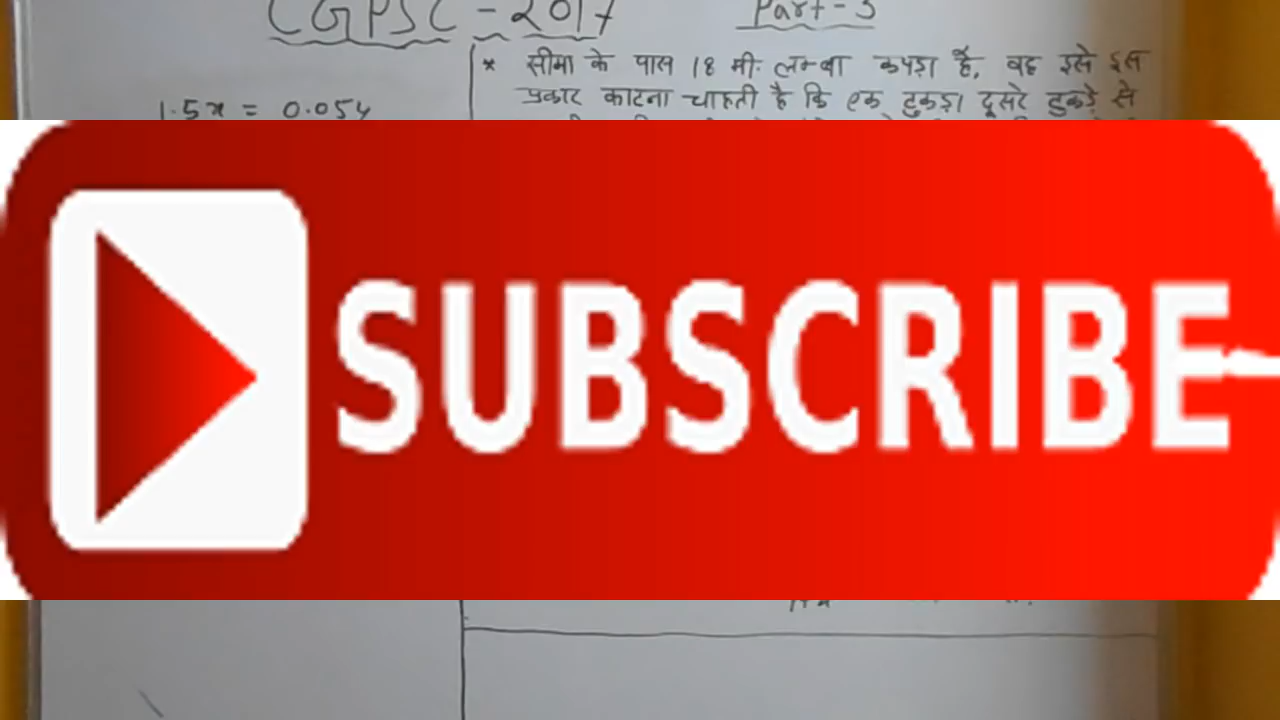 CGPSC - 2017 Part-3
* सीमा के पास 18 मी. लम्बा कपड़ा है, वह इसे इस
1.5x = 0.054
प्रकार काटना चाहती है कि एक टुकड़ा दूसरे टुकड़े से
SUBSCRIBE